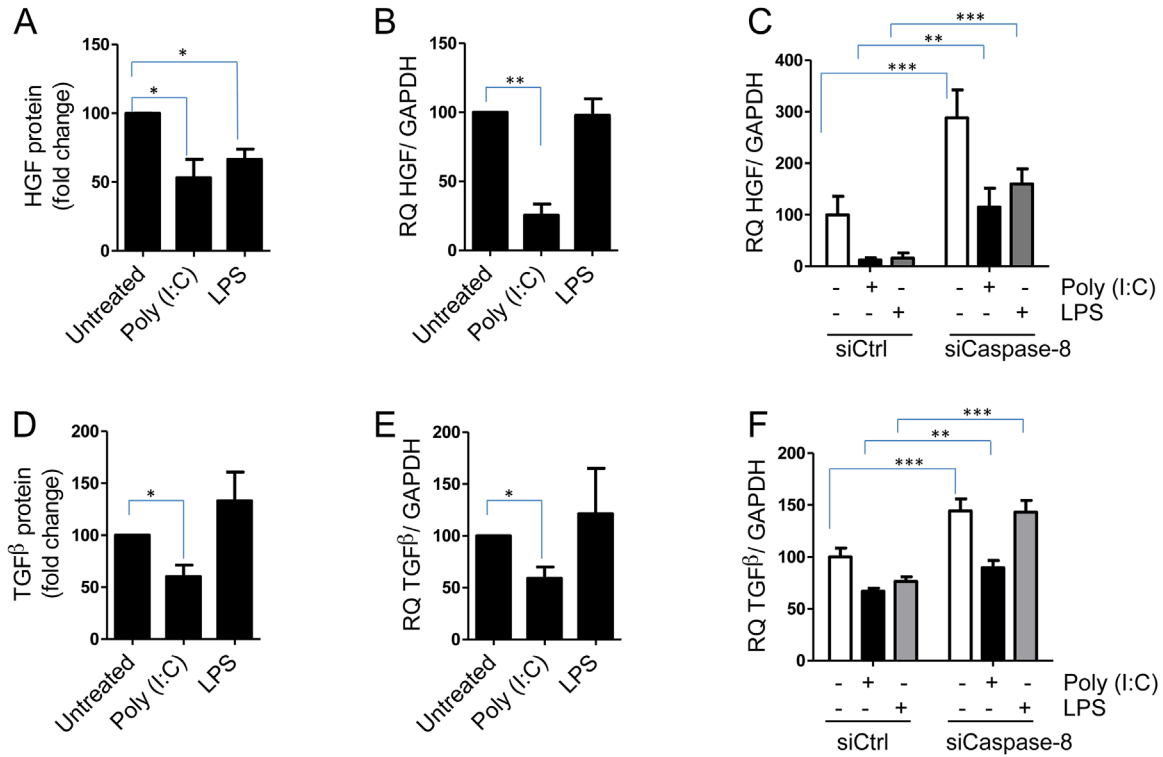 A
HGF protein
(fold change)
150
100
50
0
*
*
Untreated
Poly (I:C)
LPS
B
RQ HGF/ GAPDH
150
100
50
0
**
Untreated
Poly (I:C)
LPS
C
RQ HGF/ GAPDH
400
300
200
100
0
***
**
***
- + - - + - Poly (I:C)
- - + - - + LPS
siCtrl siCaspase-8
D
TGFβ protein
(fold change)
200
150
100
50
0
*
Untreated
Poly (I:C)
LPS
E
RQ TGFβ/ GAPDH
200
150
100
50
0
*
Untreated
Poly (I:C)
LPS
F
RQ TGFβ/ GAPDH
200
150
100
50
0
***
**
***
- + - - + - Poly (I:C)
- - + - - + LPS
siCtrl siCaspase-8